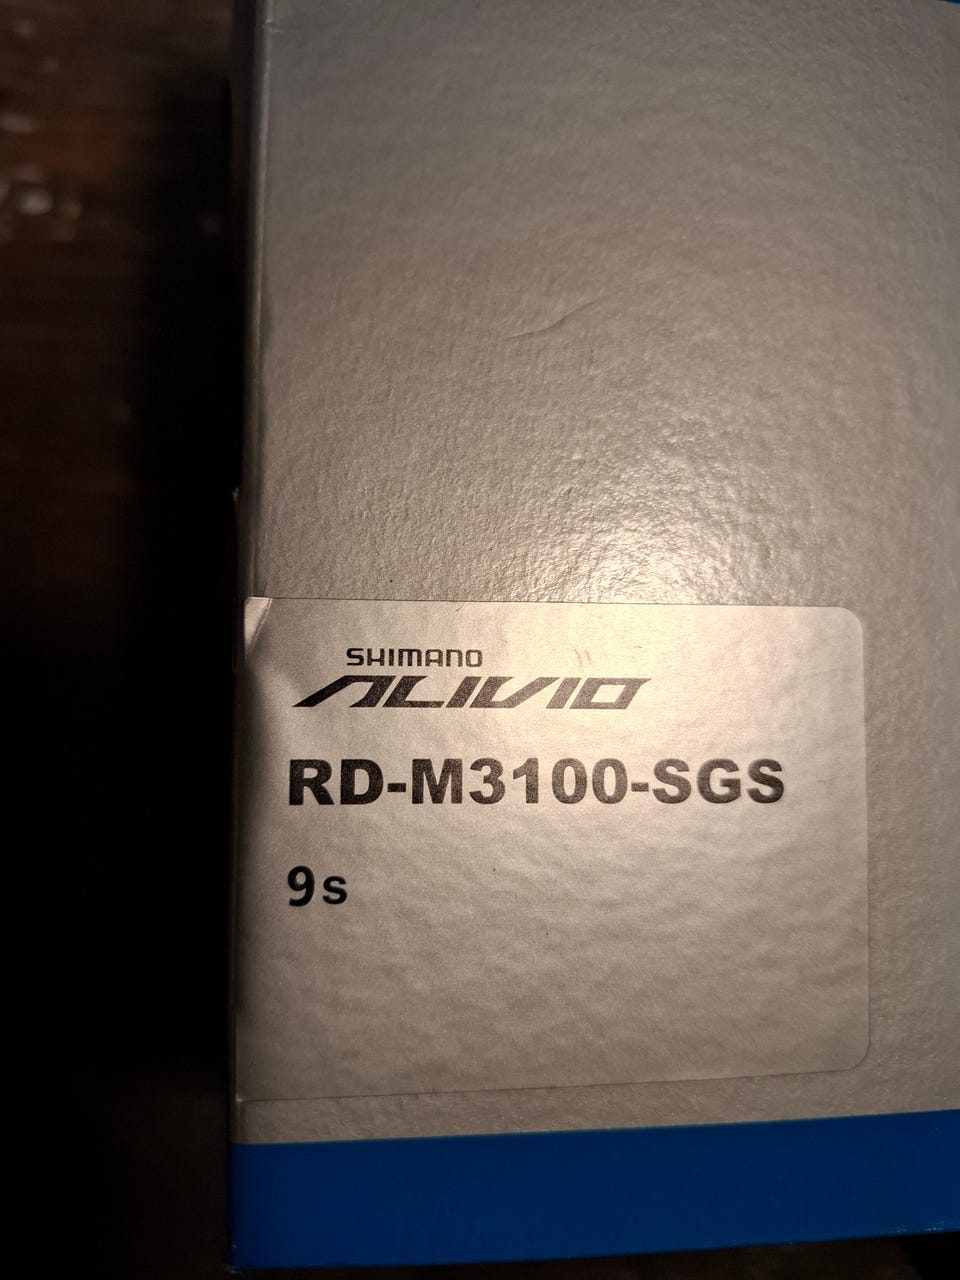 SHIMANO
ALIVIO
RD-M3100-SGS
9s